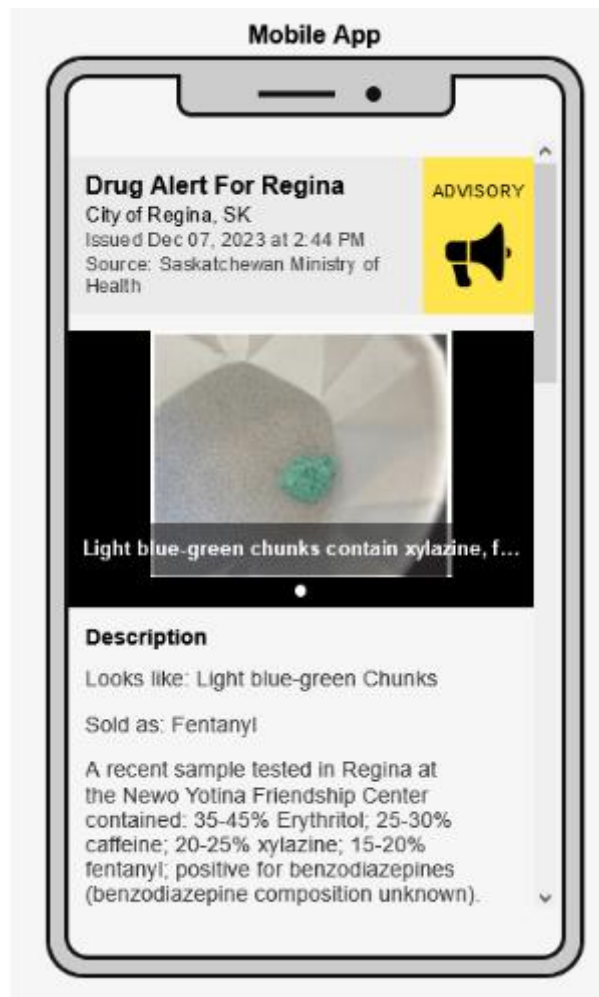 Mobile App
Drug Alert For Regina
City of Regina, SK
Issued Dec 07, 2023 at 2:44 PM
Source: Saskatchewan Ministry of
Health
ADVISORY
Light blue-green chunks contain xylazine, f...
Description
Looks like: Light blue-green Chunks
Sold as: Fentanyl
A recent sample tested in Regina at
the Newo Yotina Friendship Center
contained: 35-45% Erythritol; 25-30%
caffeine; 20-25% xylazine; 15-20%
fentanyl; positive for benzodiazepines
(benzodiazepine composition unknown).